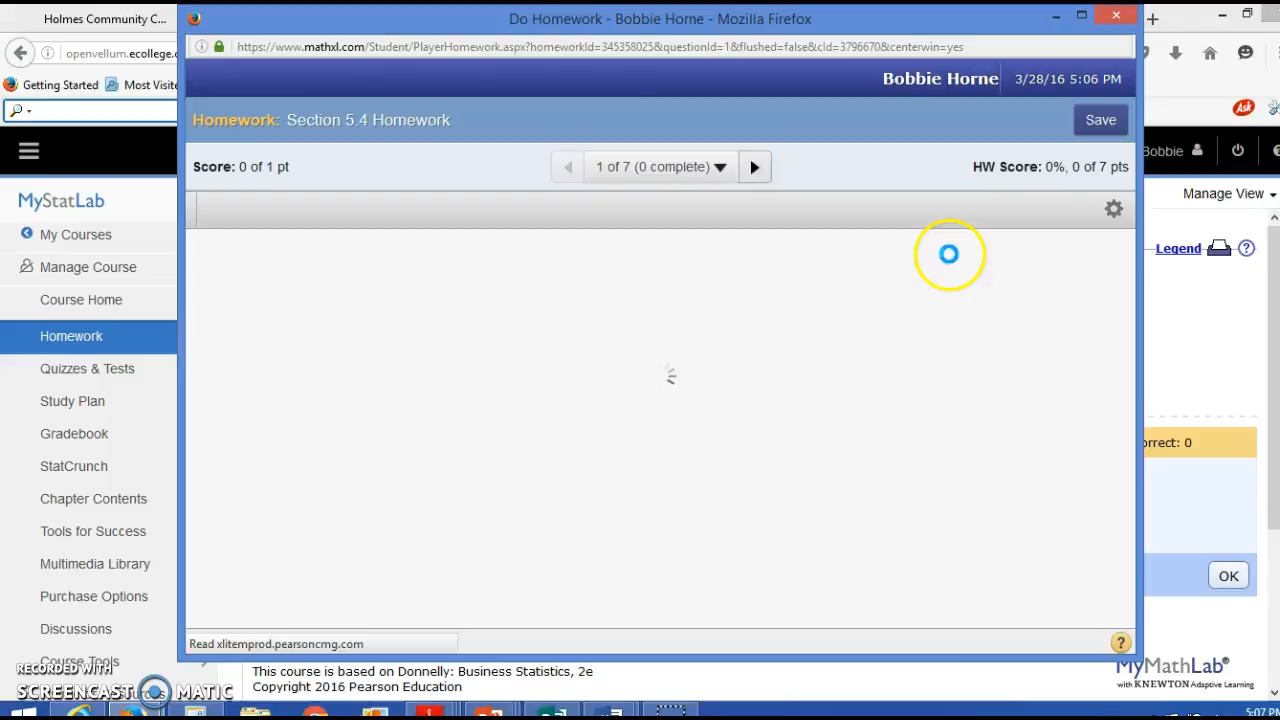 Holmes Community C...
Do Homework - Bobbie Horne - Mozilla Firefox
openvellum.ecollege.c
https://www.mathxl.com/Student/PlayerHomework.aspx?homeworkId=345358025&questionId=1&flushed=false&cId=3796670&centerwin=yes
Getting Started
Most Visite
Bobbie Horne
3/28/16 5:06 PM
Ask
Homework: Section 5.4 Homework
Save
Bobbie
Score: 0 of 1 pt
1 of 7 (0 complete)
HW Score: 0%, 0 of 7 pts
MyStatLab
Manage View
My Courses
Legend
Manage Course
Course Home
Homework
Quizzes & Tests
Study Plan
Gradebook
orrect: 0
StatCrunch
Chapter Contents
Tools for Success
Multimedia Library
OK
Purchase Options
Discussions
Read xlitemprod.pearsoncmg.com
Course Tools
RECORDED WITH
SCREENCAST MATIC
This course is based on Donnelly: Business Statistics, 2e
Copyright 2016 Pearson Education
MyMathLab®
with KNEWTON Adaptive Learning
5:07 PM